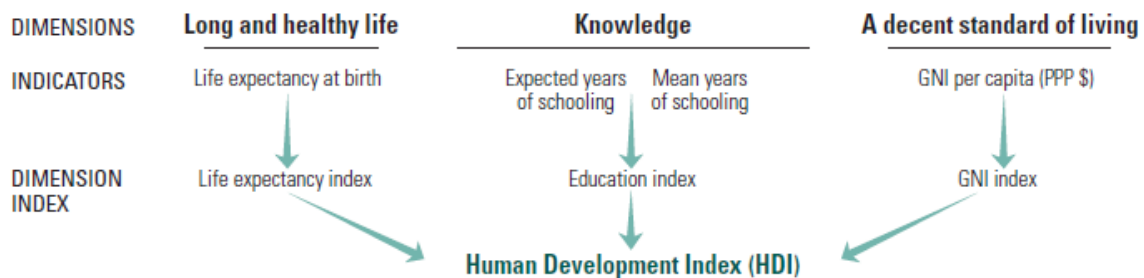 DIMENSIONS Long and healthy life Knowledge A decent standard of living
INDICATORS Life expectancy at birth Expected years Mean years GNI per capita (PPP $)
of schooling of schooling
DIMENSION Life expectancy index Education index GNI index
INDEX
Human Development Index (HDI)